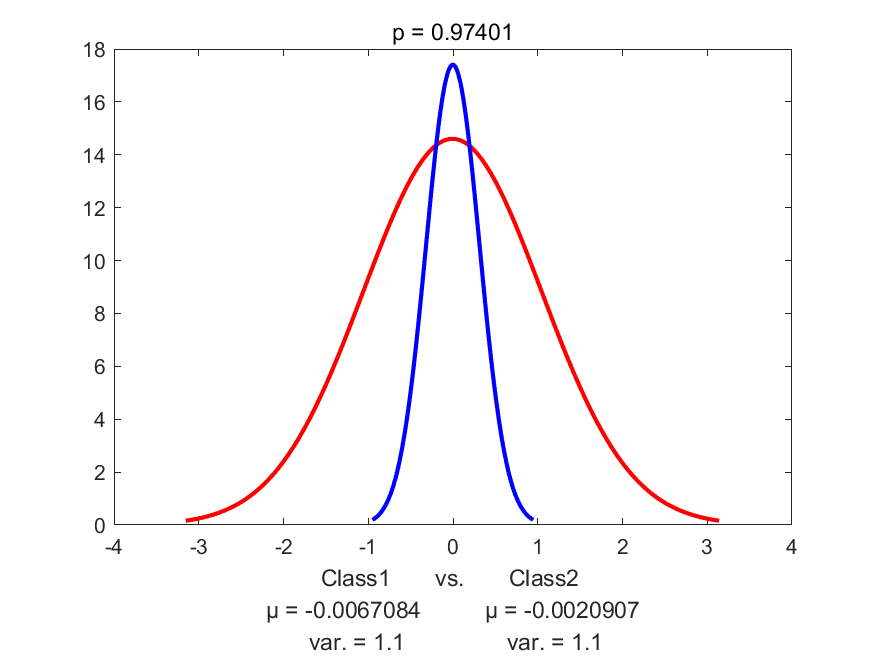 p = 0.97401
18
16
14
12
10
8
6
4
2
0
-4 -3 -2 -1 0 1 2 3 4
Class1 vs. Class2
μ = -0.0067084 μ = -0.0020907
var. = 1.1 var. = 1.1